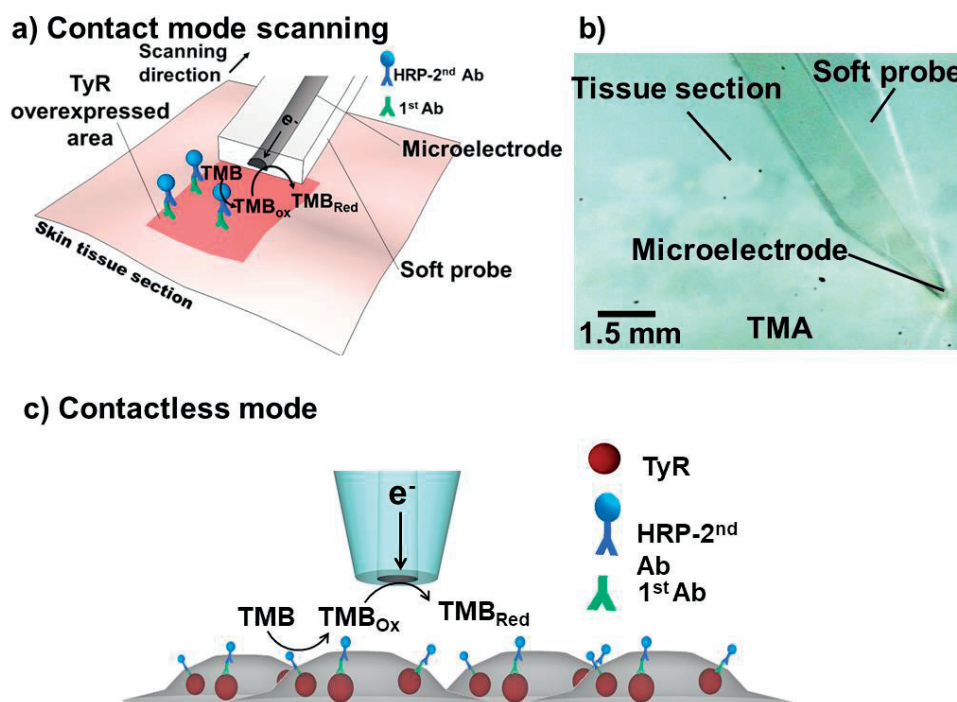 a) Contact mode scanning
Scanning
direction
HRP-2nd Ab
1st Ab
TyR
overexpressed
area
e-
Microelectrode
TMB
TMBox
TMBRed
Soft probe
Skin tissue section
b)
Soft probe
Tissue section
Microelectrode
1.5 mm
TMA
c) Contactless mode
e-
TMB
TMBOx
TMBRed
TyR
HRP-2nd
Ab
1st Ab